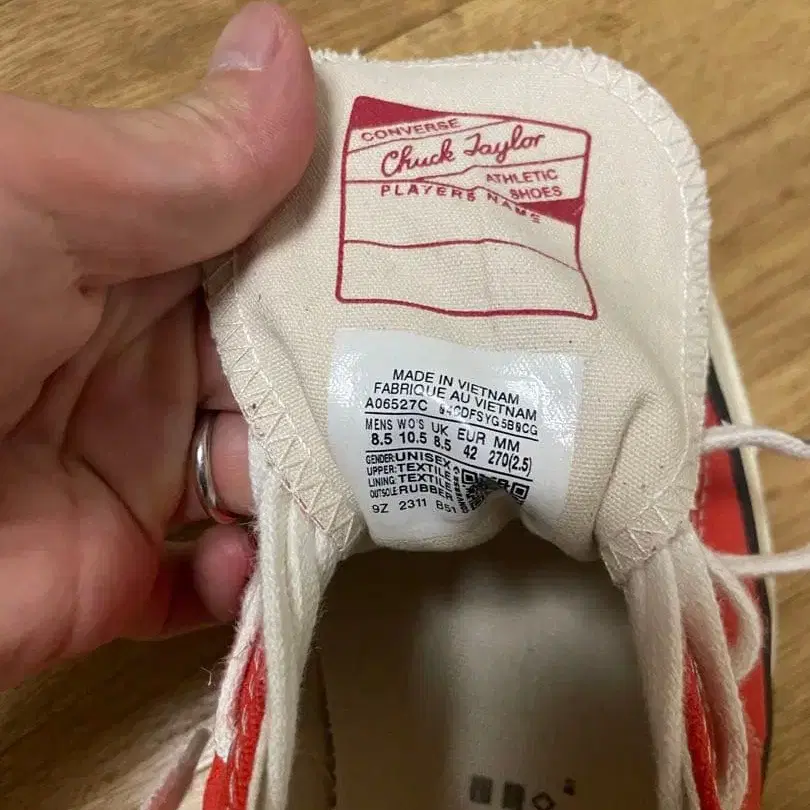 CONVERSE
Chuck Taylor
ATHLETIC
SHOES
PLAYERS NAME
MADE IN VIETNAM
FABRIQUE AU VIETNAM
A06527C 94CDFSYG5B9CG
MENS WO'S UK EUR MM
8.5 10.5 8.5 42 270(2.5)
GENDER:UNISEX
UPPER:TEXTILE
LINING:TEXTILE
OUTSOLE:RUBBER
CONVERSE
9Z 2311